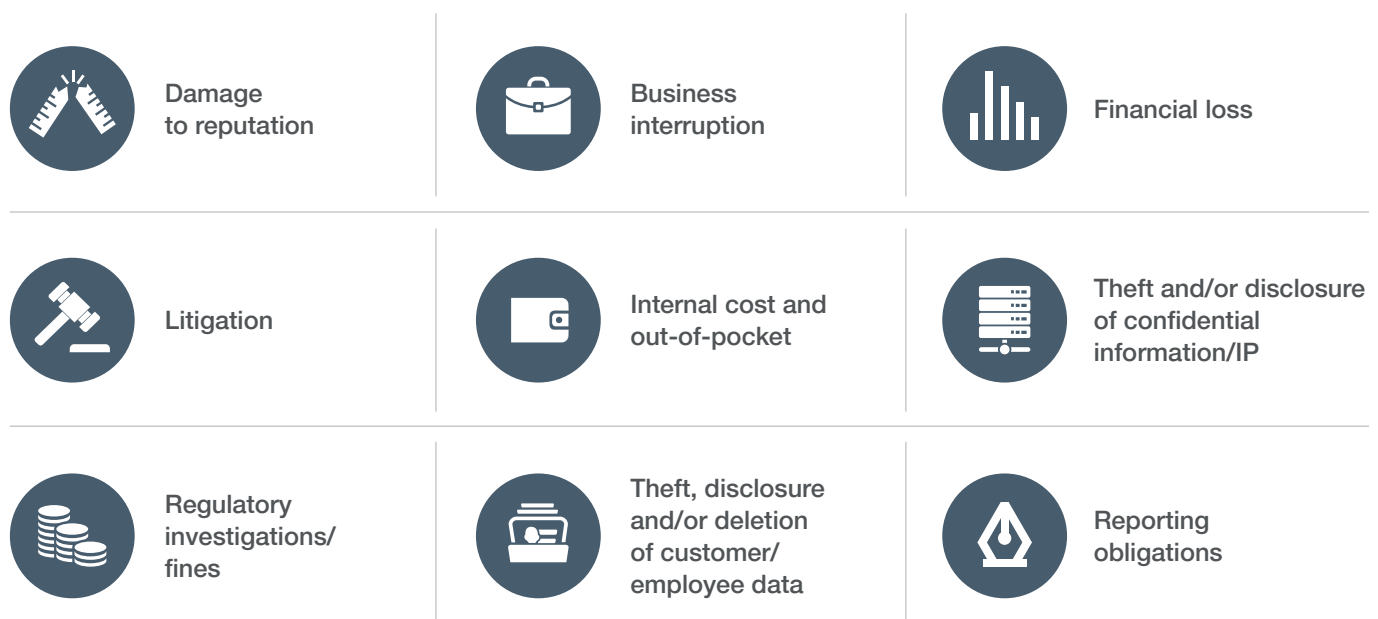 Damage
to reputation
Business
interruption
Financial loss
Litigation
Internal cost and
out-of-pocket
Theft and/or disclosure
of confidential
information/IP
Regulatory
investigations/
fines
Theft, disclosure
and/or deletion
of customer/
employee data
Reporting
obligations